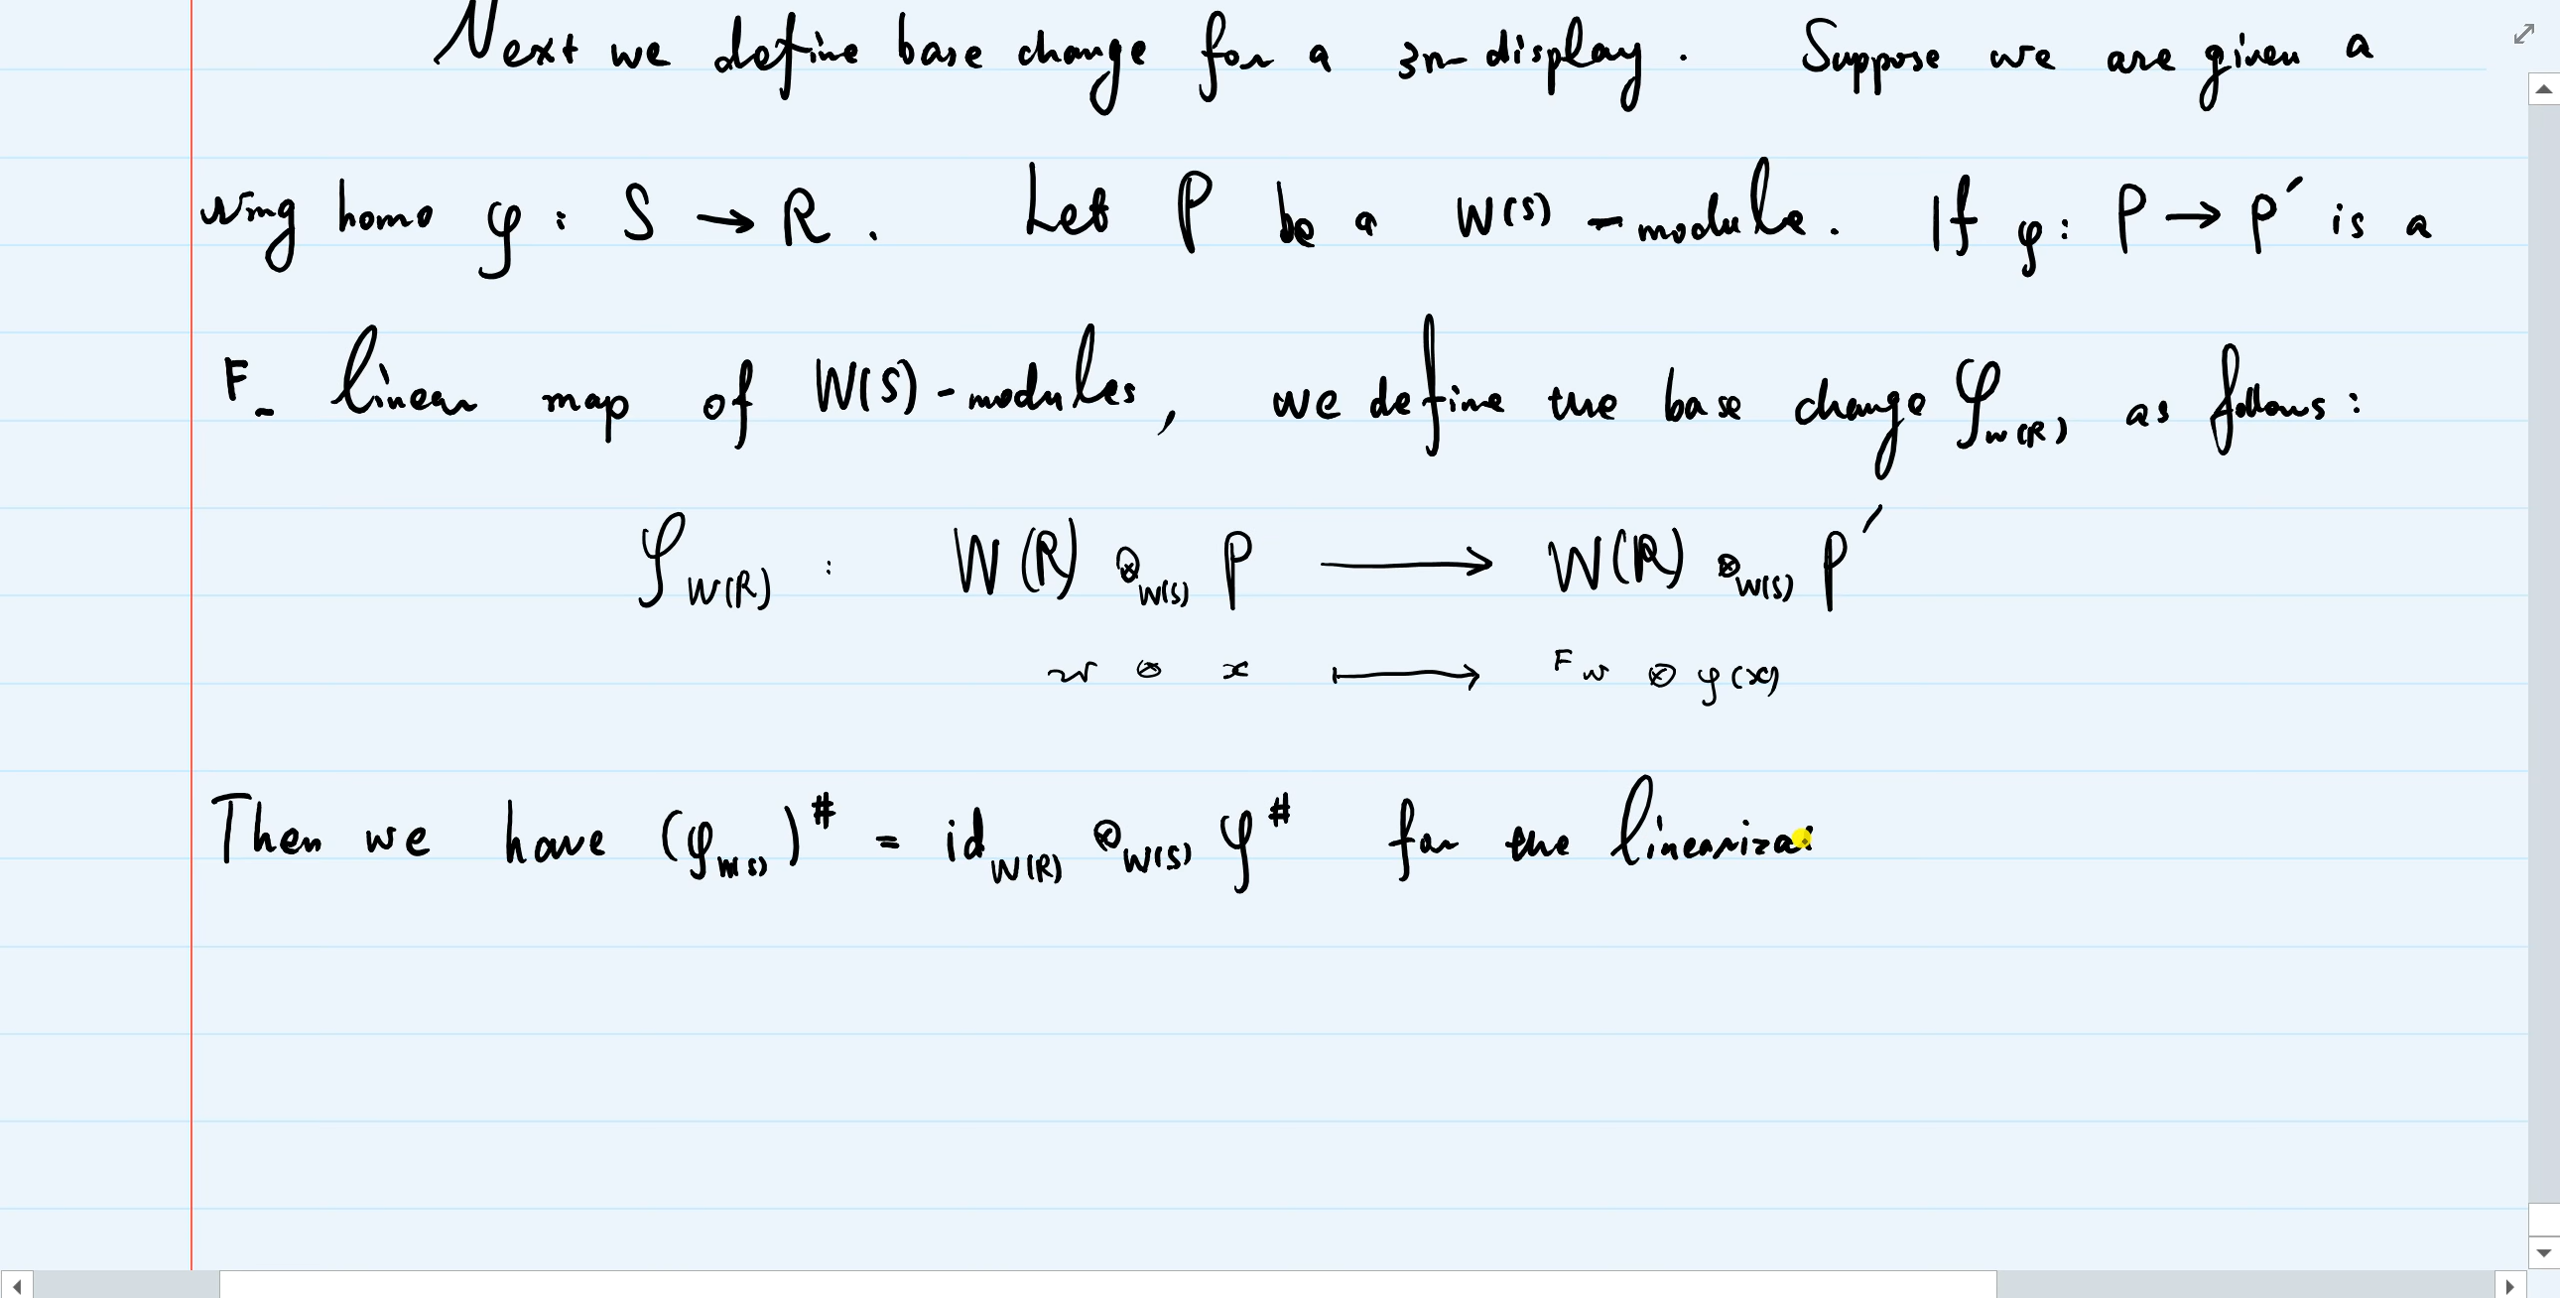 Next we define base change for a 3n-display. Suppose we are given a
ring homo φ : S → R. Let P be a W(S)-module. If φ: P → P′ is a
F- linear map of W(S)-modules, we define the base change φ_W(R) as follows:
φ_W(R) : W(R) ⊗_W(S) P ⟶ W(R) ⊗_W(S) P′
w ⊗ x ⟼ ^F w ⊗ φ(x)
Then we have (φ_W(S))^# = id_W(R) ⊗_W(S) φ^# for the lineariza